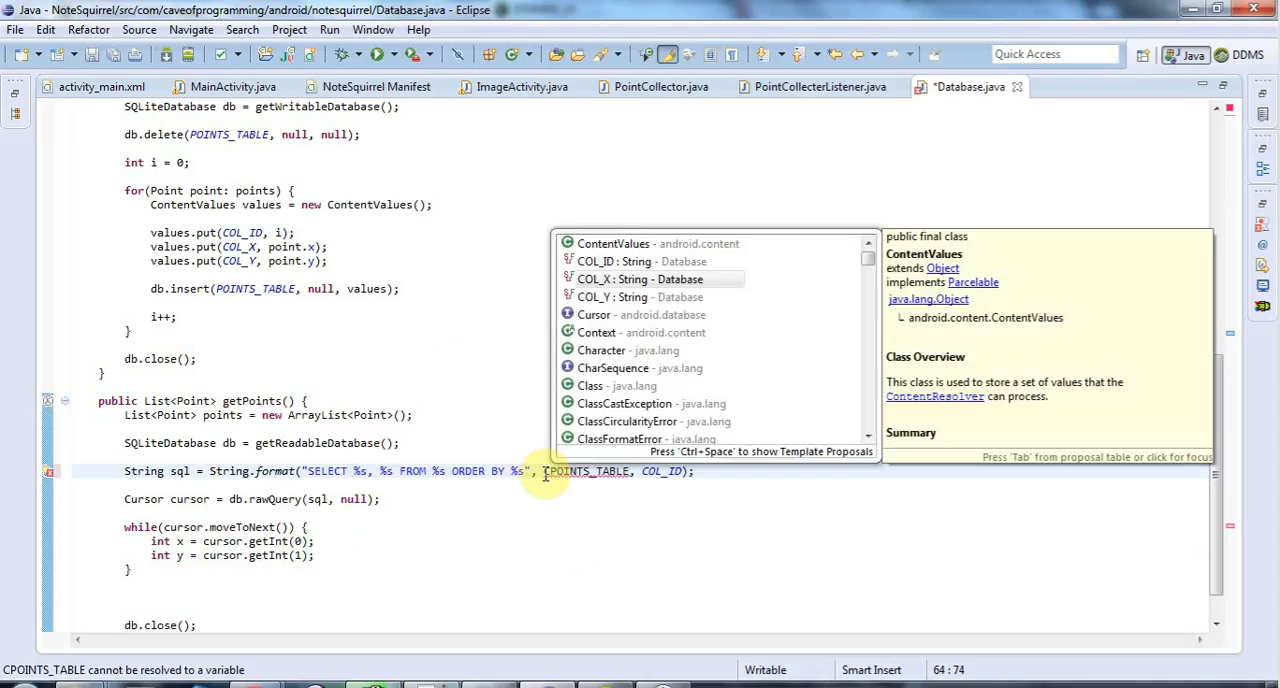 Java - NoteSquirrel/src/com/caveofprogramming/android/notesquirrel/Database.java - Eclipse
File Edit Refactor Source Navigate Search Project Run Window Help
Quick Access Java DDMS
activity_main.xml MainActivity.java NoteSquirrel Manifest ImageActivity.java PointCollector.java PointCollecterListener.java *Database.java
SQLiteDatabase db = getWritableDatabase();
db.delete(POINTS_TABLE, null, null);
int i = 0;
for(Point point: points) {
ContentValues values = new ContentValues();
values.put(COL_ID, i);
values.put(COL_X, point.x);
values.put(COL_Y, point.y);
db.insert(POINTS_TABLE, null, values);
i++;
}
db.close();
}
public List<Point> getPoints() {
List<Point> points = new ArrayList<Point>();
SQLiteDatabase db = getReadableDatabase();
String sql = String.format("SELECT %s, %s FROM %s ORDER BY %s", CPOINTS_TABLE, COL_ID);
Cursor cursor = db.rawQuery(sql, null);
while(cursor.moveToNext()) {
int x = cursor.getInt(0);
int y = cursor.getInt(1);
}
db.close();
ContentValues - android.content
COL_ID : String - Database
COL_X : String - Database
COL_Y : String - Database
Cursor - android.database
Context - android.content
Character - java.lang
CharSequence - java.lang
Class - java.lang
ClassCastException - java.lang
ClassCircularityError - java.lang
ClassFormatError - java.lang
Press 'Ctrl+Space' to show Template Proposals
public final class
ContentValues
extends Object
implements Parcelable
java.lang.Object
android.content.ContentValues
Class Overview
This class is used to store a set of values that the
ContentResolver can process.
Summary
Press 'Tab' from proposal table or click for focus
CPOINTS_TABLE cannot be resolved to a variable Writable Smart Insert 64 : 74